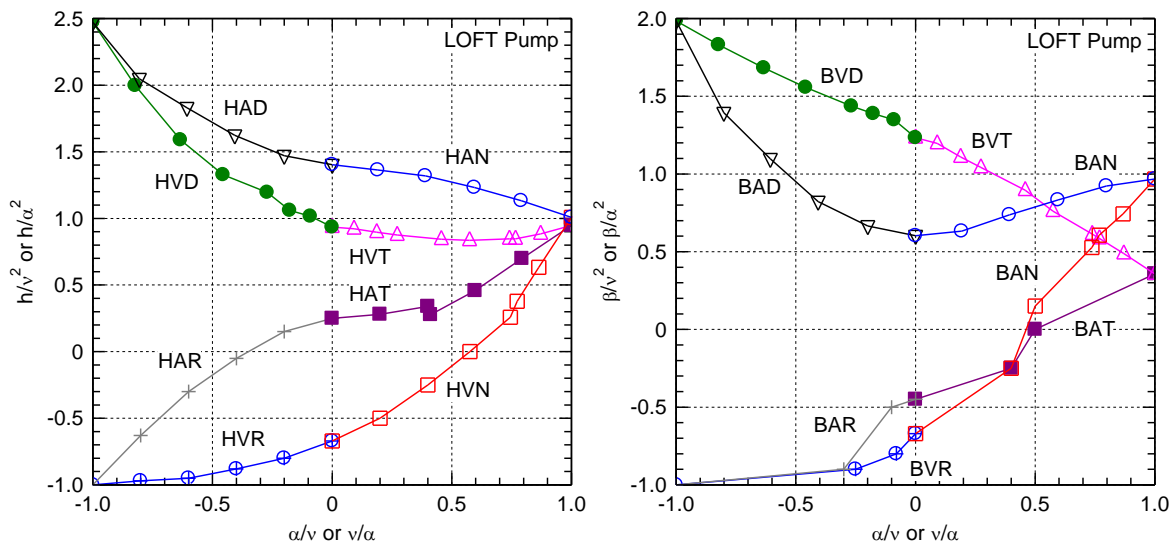 LOFT Pump
2.5
2.0
1.5
1.0
0.5
0
-0.5
-1.0
h/ν² or h/α²
HAD
HAN
HVD
HVT
HAT
HAR
HVN
HVR
-1.0 -0.5 0 0.5 1.0
α/ν or ν/α
LOFT Pump
2.0
1.5
1.0
0.5
0
-0.5
-1.0
β/ν² or β/α²
BVD
BVT
BAN
BAD
BAN
BAT
BAR
BVR
-1.0 -0.5 0 0.5 1.0
α/ν or ν/α